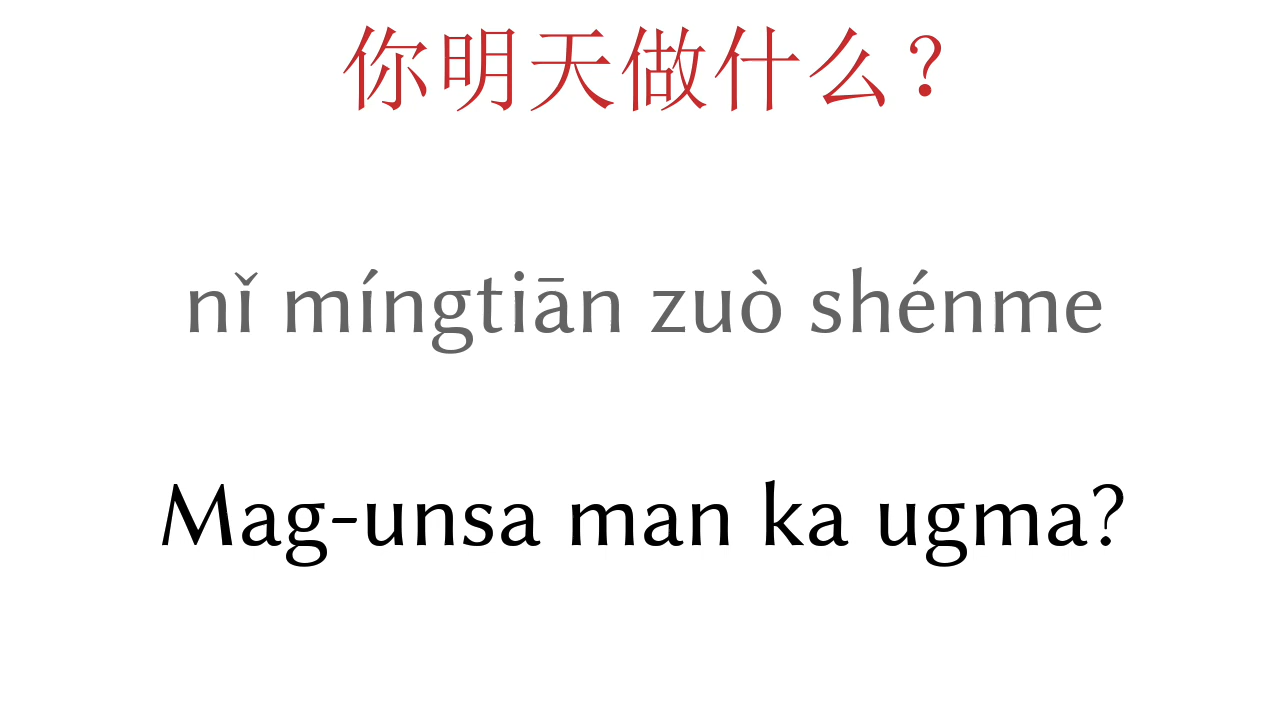 你明天做什么？
nǐ míngtiān zuò shénme
Mag-unsa man ka ugma?